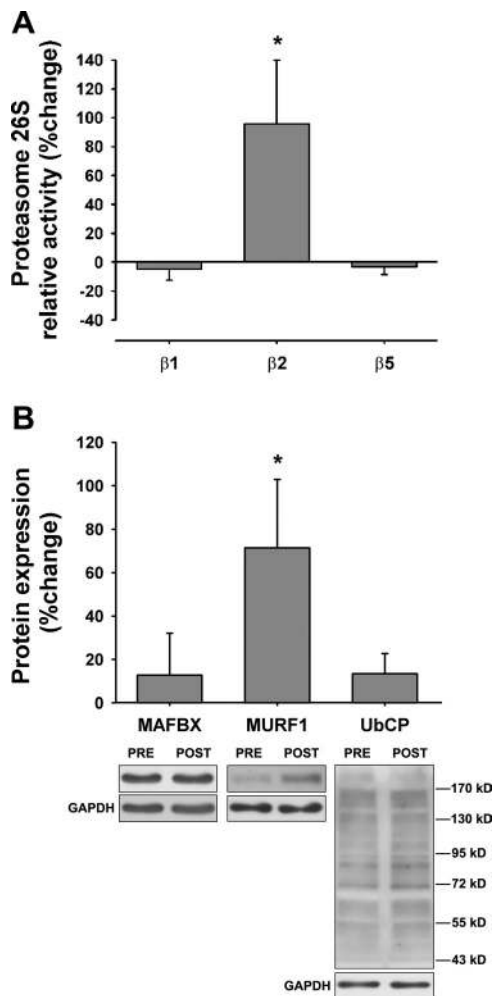 A
Proteasome 26S
relative activity (%change)
140
120
100
80
60
40
20
0
-20
-40
*
β1 β2 β5
B
Protein expression
(%change)
120
100
80
60
40
20
0
*
MAFBX MURF1 UbCP
PRE POST PRE POST PRE POST
GAPDH
170 kD
130 kD
95 kD
72 kD
55 kD
43 kD
GAPDH